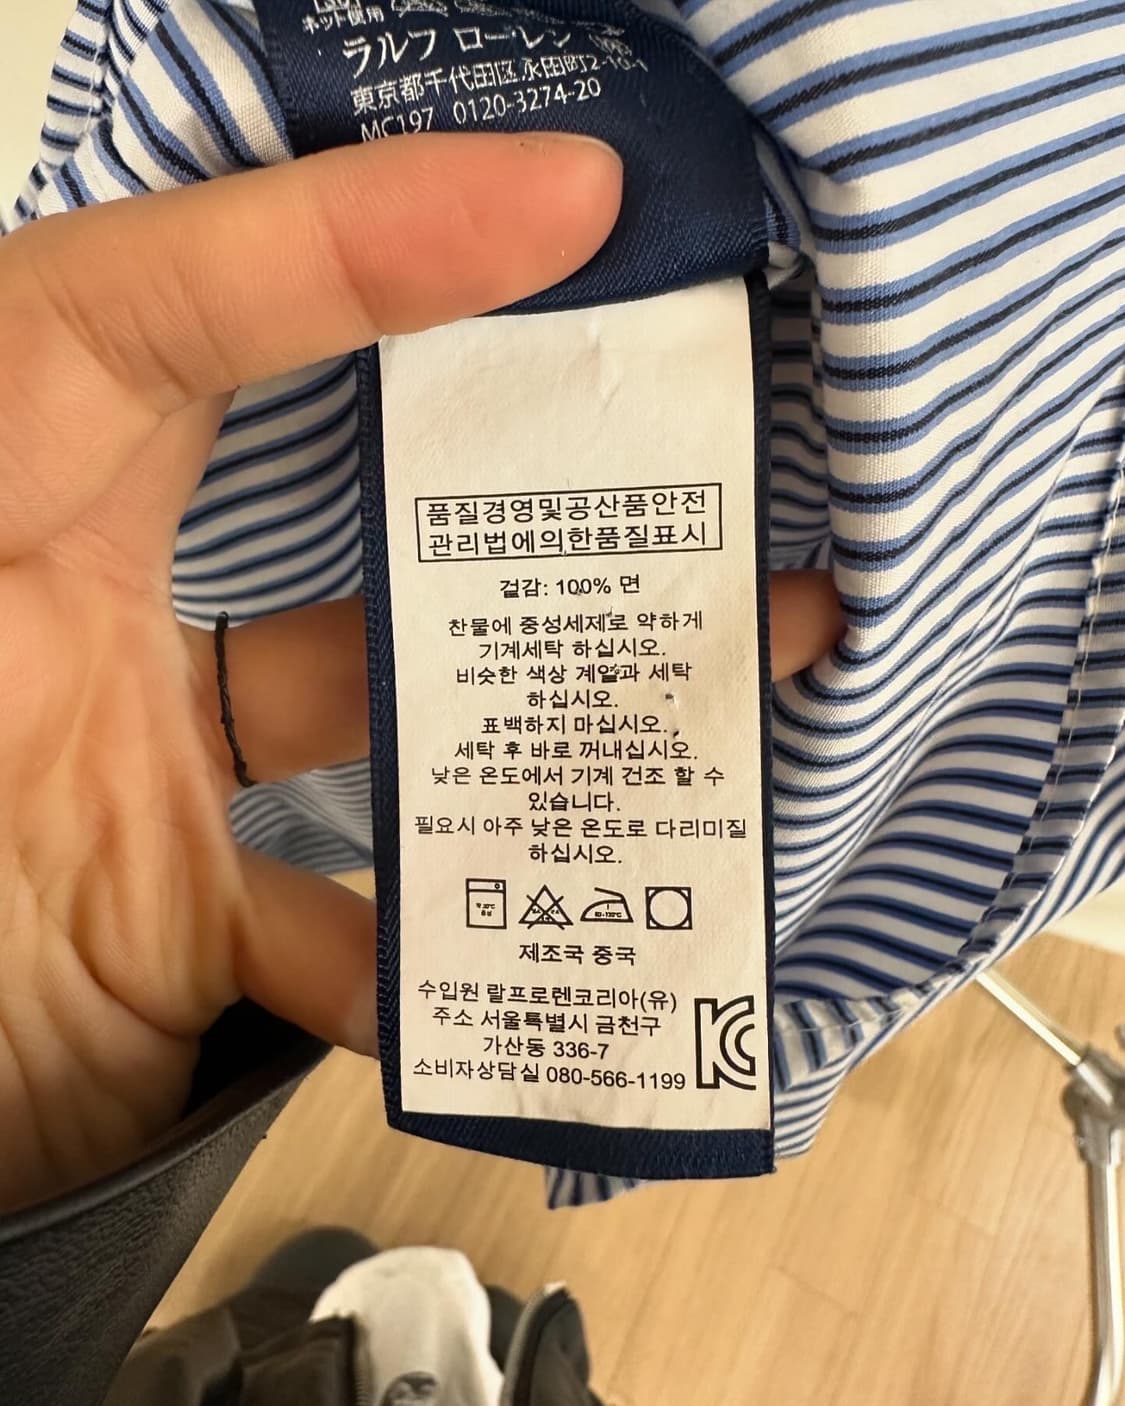 ネット使用
ラルフ ローレン
東京都千代田区永田町2-10-1
MC197 0120-3274-20
품질경영및공산품안전
관리법에의한품질표시
겉감: 100% 면
찬물에 중성세제로 약하게
기계세탁 하십시오.
비슷한 색상 계열과 세탁
하십시오.
표백하지 마십시오.
세탁 후 바로 꺼내십시오.
낮은 온도에서 기계 건조 할 수
있습니다.
필요시 아주 낮은 온도로 다리미질
하십시오.
제조국 중국
수입원 랄프로렌코리아(유)
주소 서울특별시 금천구
가산동 336-7
소비자상담실 080-566-1199
KC